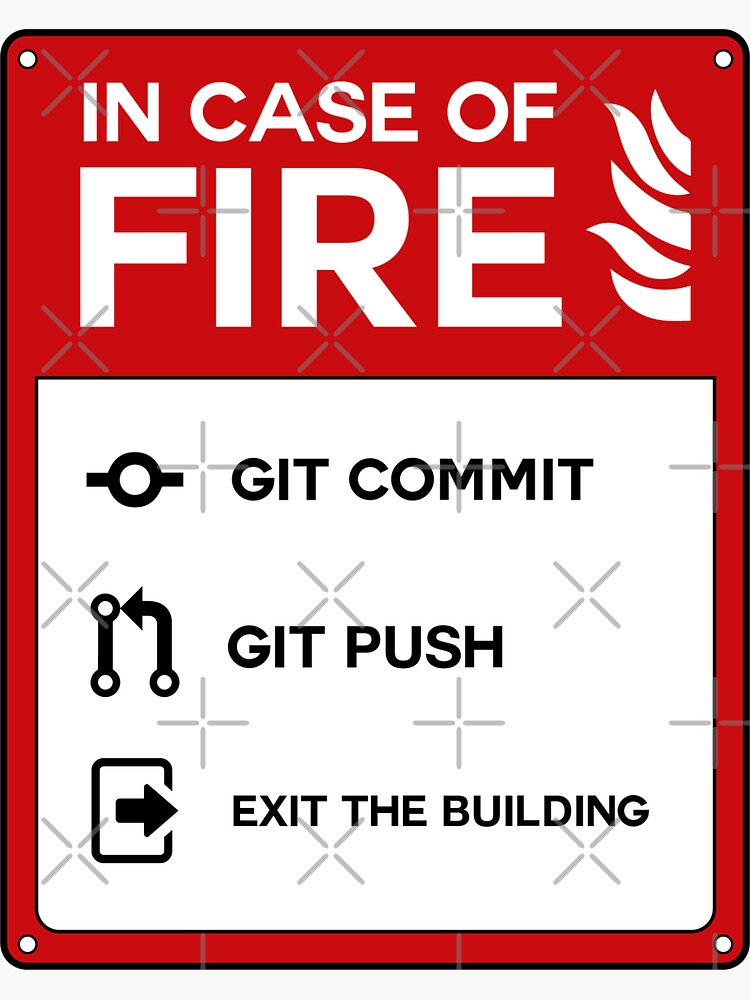 IN CASE OF
FIRE
GIT COMMIT
GIT PUSH
EXIT THE BUILDING